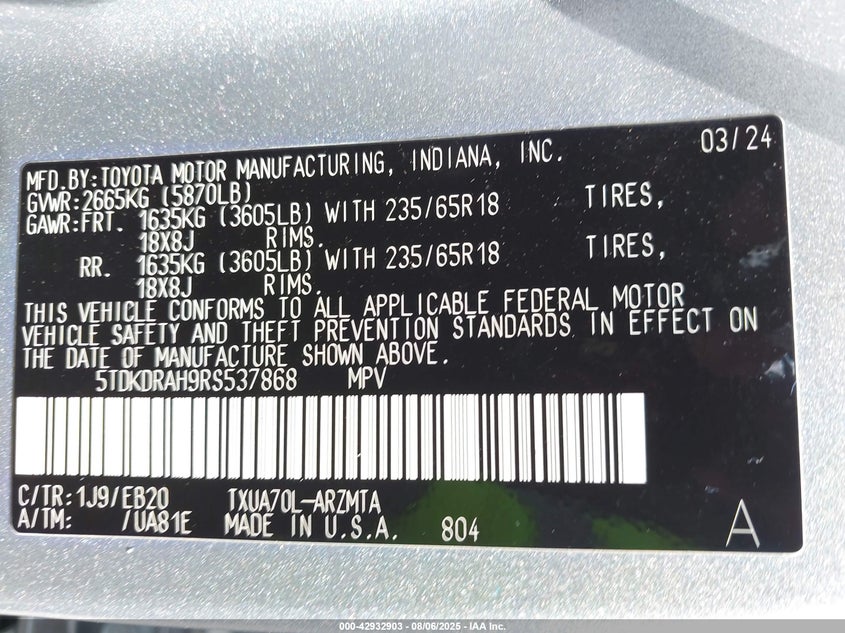 MFD.BY:TOYOTA MOTOR MANUFACTURING, INDIANA, INC. 03/24
GVWR:2665KG (5870LB)
GAWR:FRT. 1635KG (3605LB) WITH 235/65R18 TIRES,
18X8J RIMS.
RR. 1635KG (3605LB) WITH 235/65R18 TIRES,
18X8J RIMS.
THIS VEHICLE CONFORMS TO ALL APPLICABLE FEDERAL MOTOR
VEHICLE SAFETY AND THEFT PREVENTION STANDARDS IN EFFECT ON
THE DATE OF MANUFACTURE SHOWN ABOVE.
5TDKDRAH9RS537868 MPV
C/TR:1J9/EB20 TXUA70L-ARZMTA
A/TM: /UA81E MADE IN U.S.A. 804 A
000-42932903 - 08/06/2025 - IAA Inc.